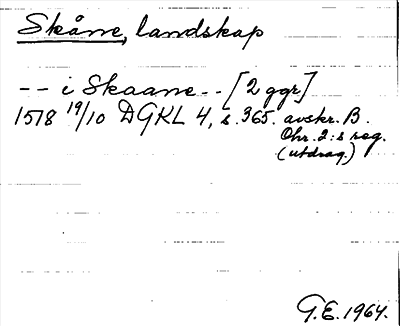 Skåne, landskap
-- i Skaane -- [2 ggr]
1578 19/10 DGKL 4, s. 365. avskr. B.
Chr. 2:s reg.
(utdrag.)
G.E. 1964.